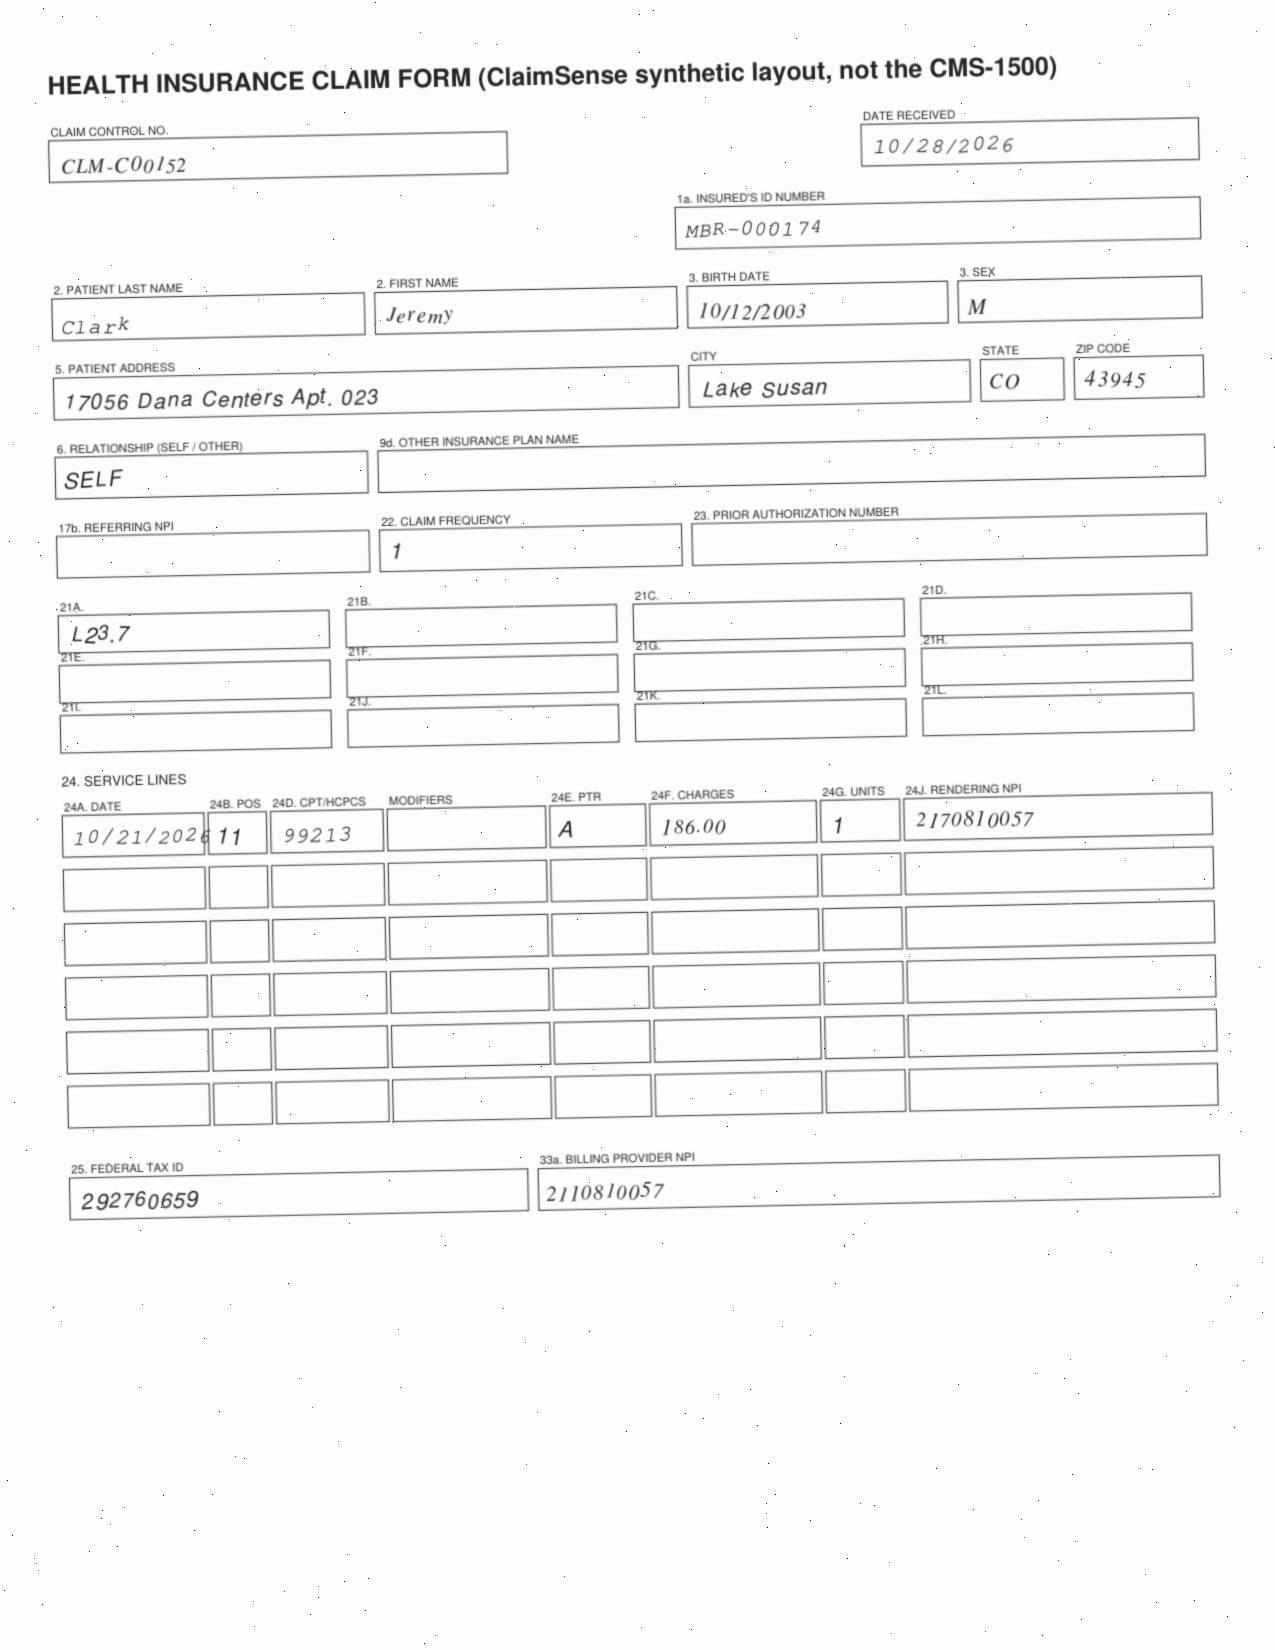 HEALTH INSURANCE CLAIM FORM (ClaimSense synthetic layout, not the CMS-1500)
CLAIM CONTROL NO. DATE RECEIVED
CLM-C00152 10/28/2026
1a. INSURED'S ID NUMBER
MBR-000174
2. PATIENT LAST NAME 2. FIRST NAME 3. BIRTH DATE 3. SEX
Clark Jeremy 10/12/2003 M
5. PATIENT ADDRESS CITY STATE ZIP CODE
17056 Dana Centers Apt. 023 Lake Susan CO 43945
6. RELATIONSHIP (SELF / OTHER) 9d. OTHER INSURANCE PLAN NAME
SELF
17b. REFERRING NPI 22. CLAIM FREQUENCY 23. PRIOR AUTHORIZATION NUMBER
1
21A. 21B. 21C. 21D.
L23.7
21E. 21F. 21G. 21H.
21I. 21J. 21K. 21L.
24. SERVICE LINES
24A. DATE 24B. POS 24D. CPT/HCPCS MODIFIERS 24E. PTR 24F. CHARGES 24G. UNITS 24J. RENDERING NPI
10/21/2026 11 99213 A 186.00 1 2170810057
25. FEDERAL TAX ID 33a. BILLING PROVIDER NPI
292760659 2110810057